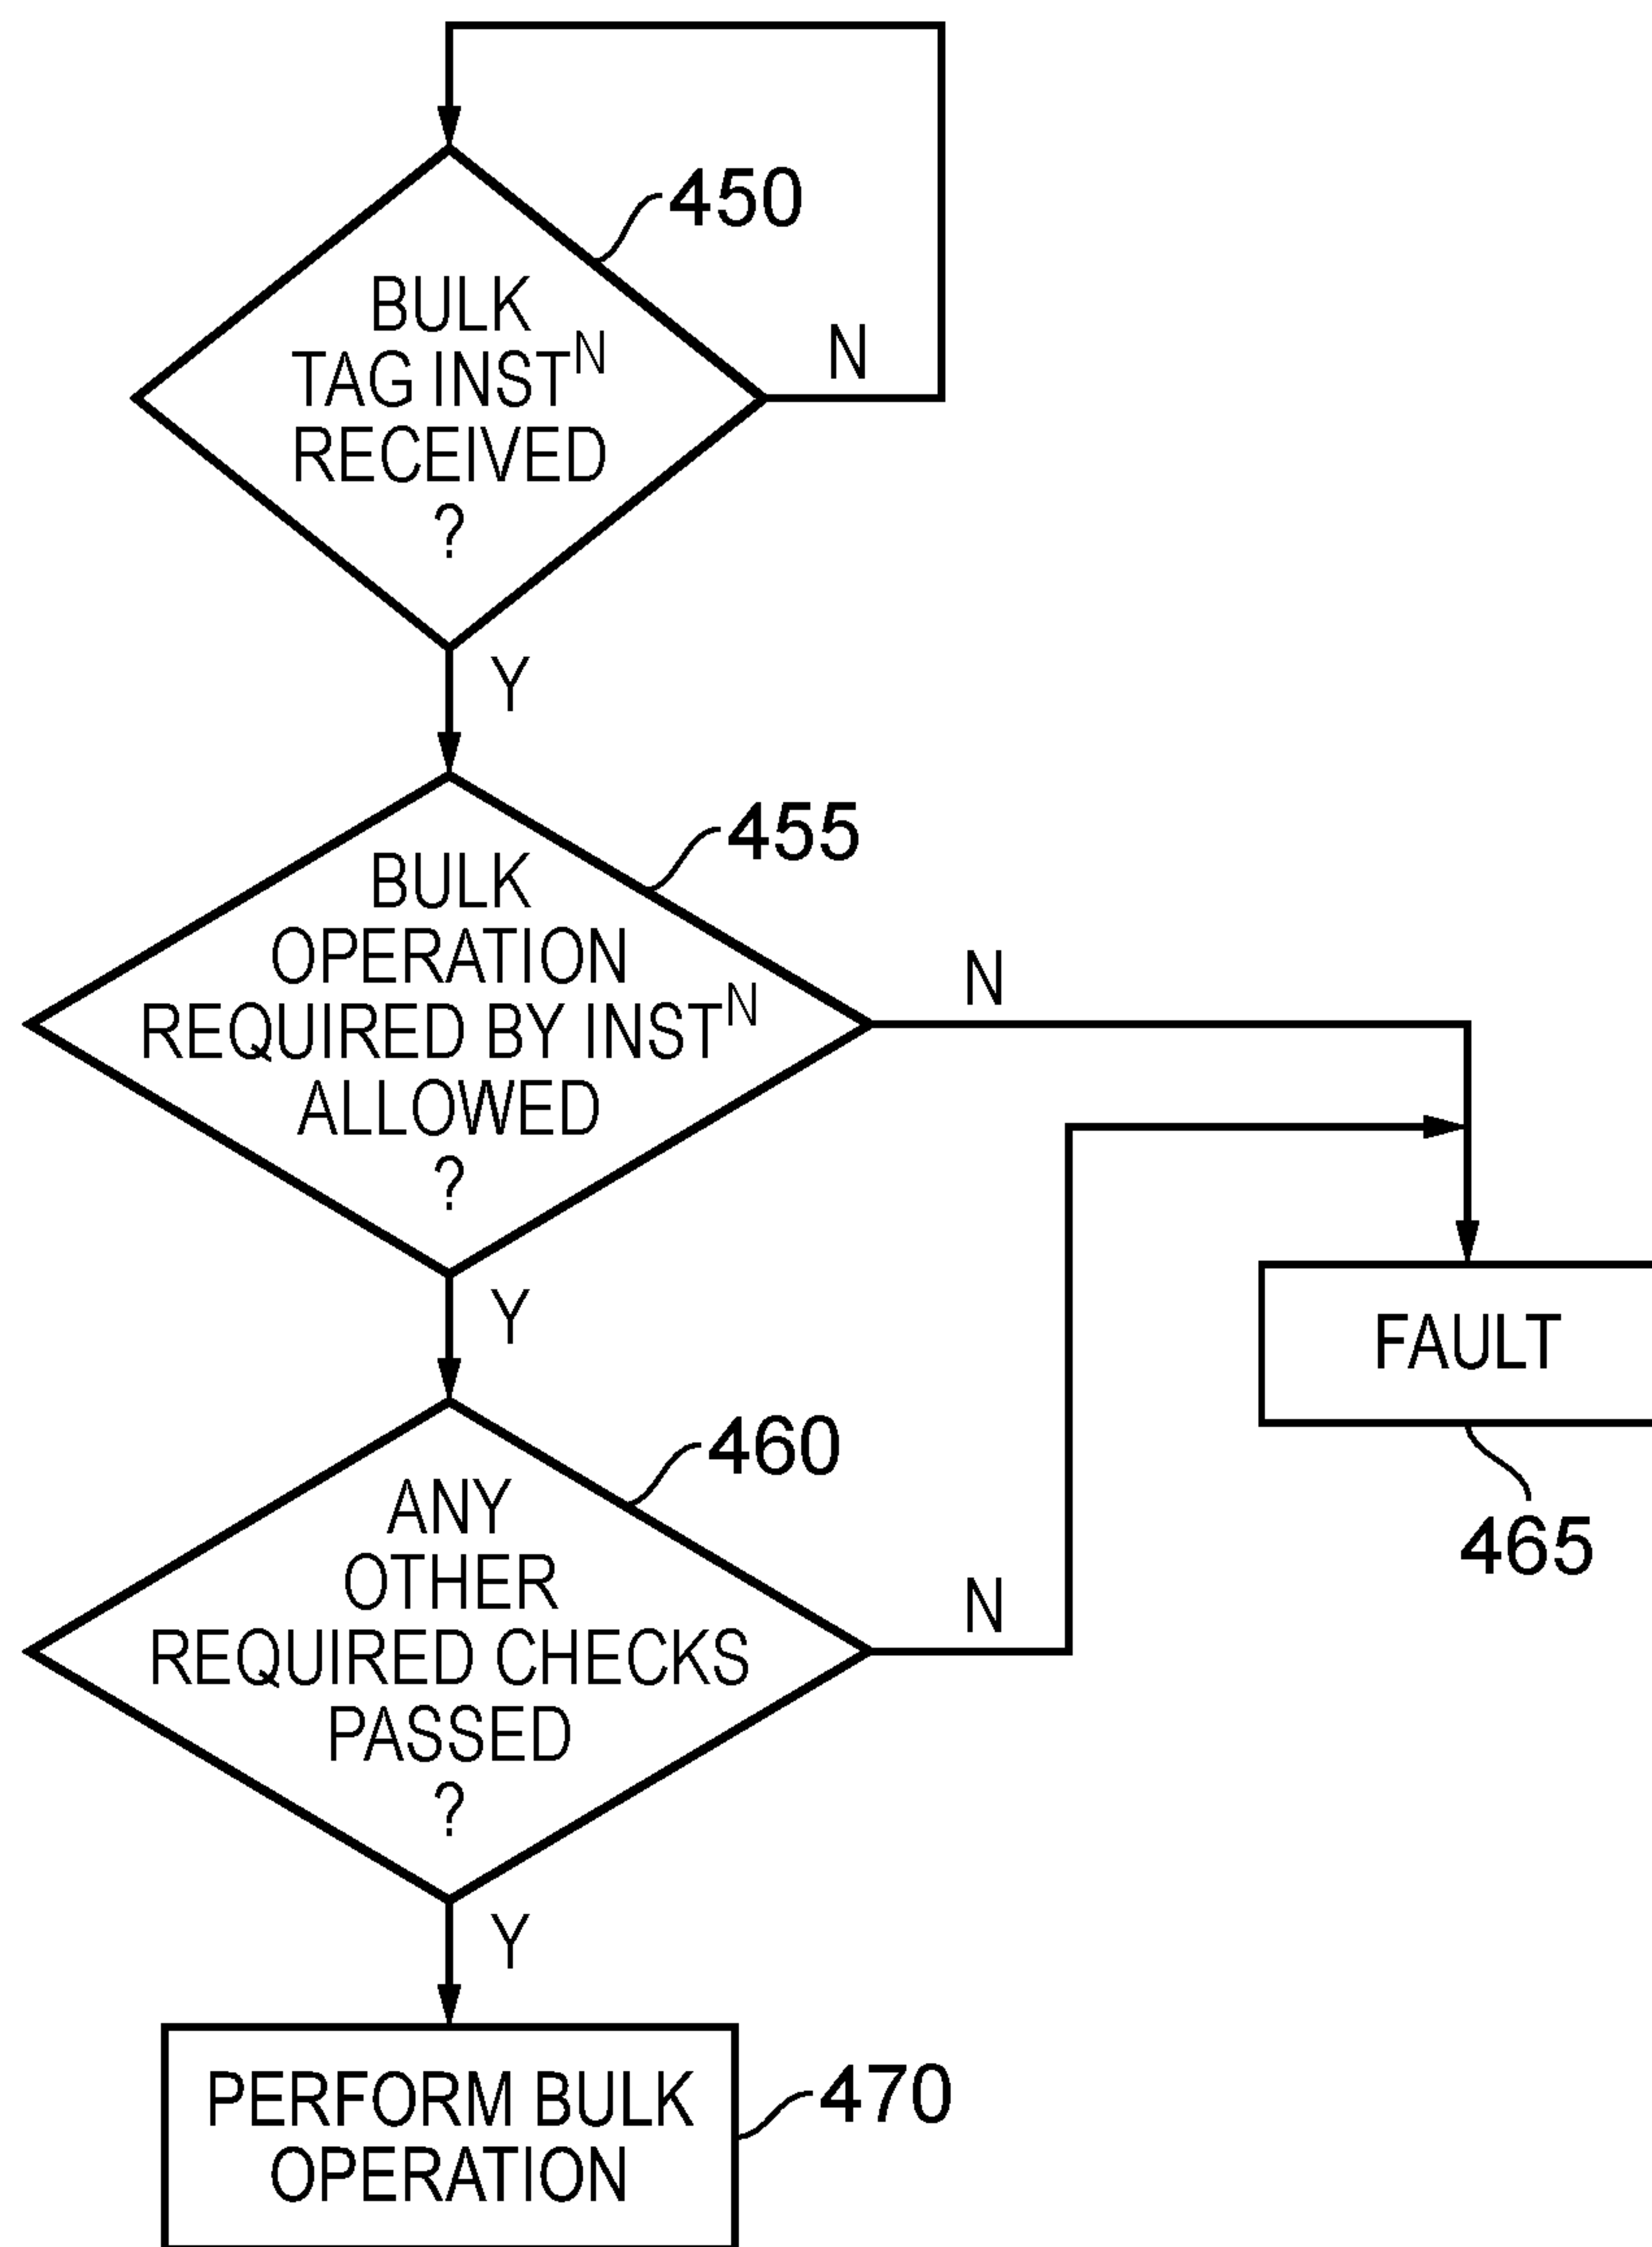 450
BULK
TAG INSTᴺ
RECEIVED
?
N
Y
455
BULK
OPERATION
REQUIRED BY INSTᴺ
ALLOWED
?
N
Y
FAULT
465
460
ANY
OTHER
REQUIRED CHECKS
PASSED
?
N
Y
PERFORM BULK
OPERATION
470